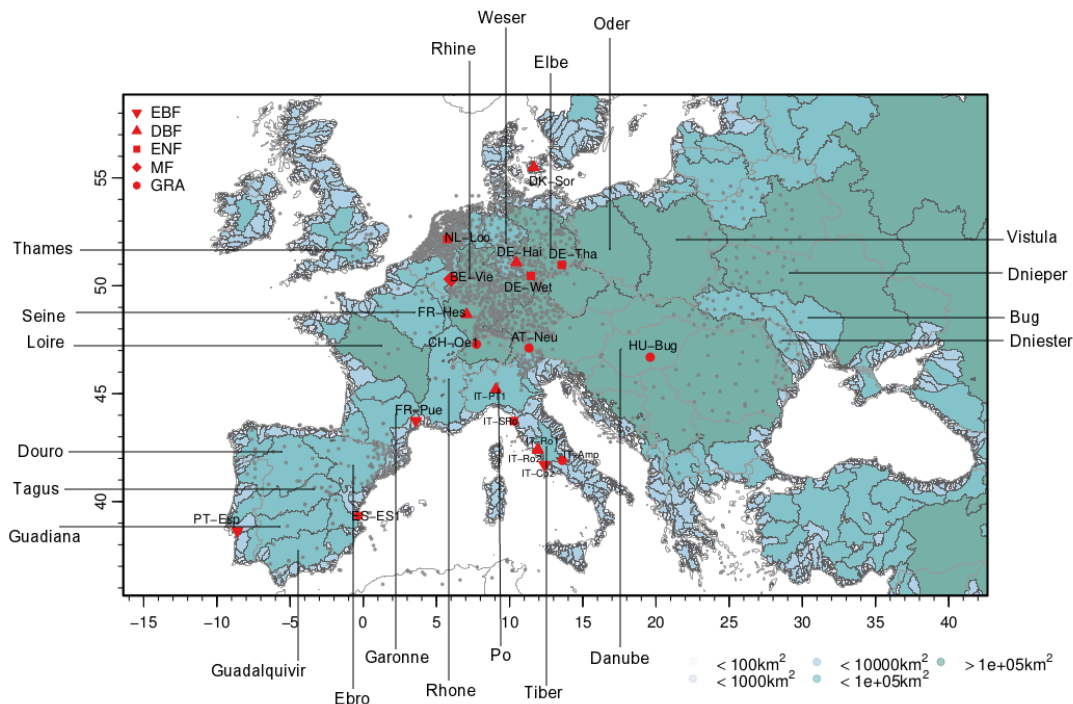 Weser
Oder
Rhine
Elbe
EBF
DBF
ENF
MF
GRA
DK−Sor
NL−Loo
DE−Hai
DE−Tha
BE−Vie
DE−Wet
FR−Hes
CH−Oe1
AT−Neu
HU−Bug
IT−PT1
FR−Pue
IT−SRo
IT−Ro1
IT−Ro2
IT−Amp
IT−Cp
PT−Esp
ES−ES1
Thames
Seine
Loire
Douro
Tagus
Guadiana
Vistula
Dnieper
Bug
Dniester
55
50
45
40
−15
−10
−5
0
5
10
15
20
25
30
35
40
Guadalquivir
Ebro
Garonne
Rhone
Po
Tiber
Danube
< 100km²
< 1000km²
< 10000km²
< 1e+05km²
> 1e+05km²